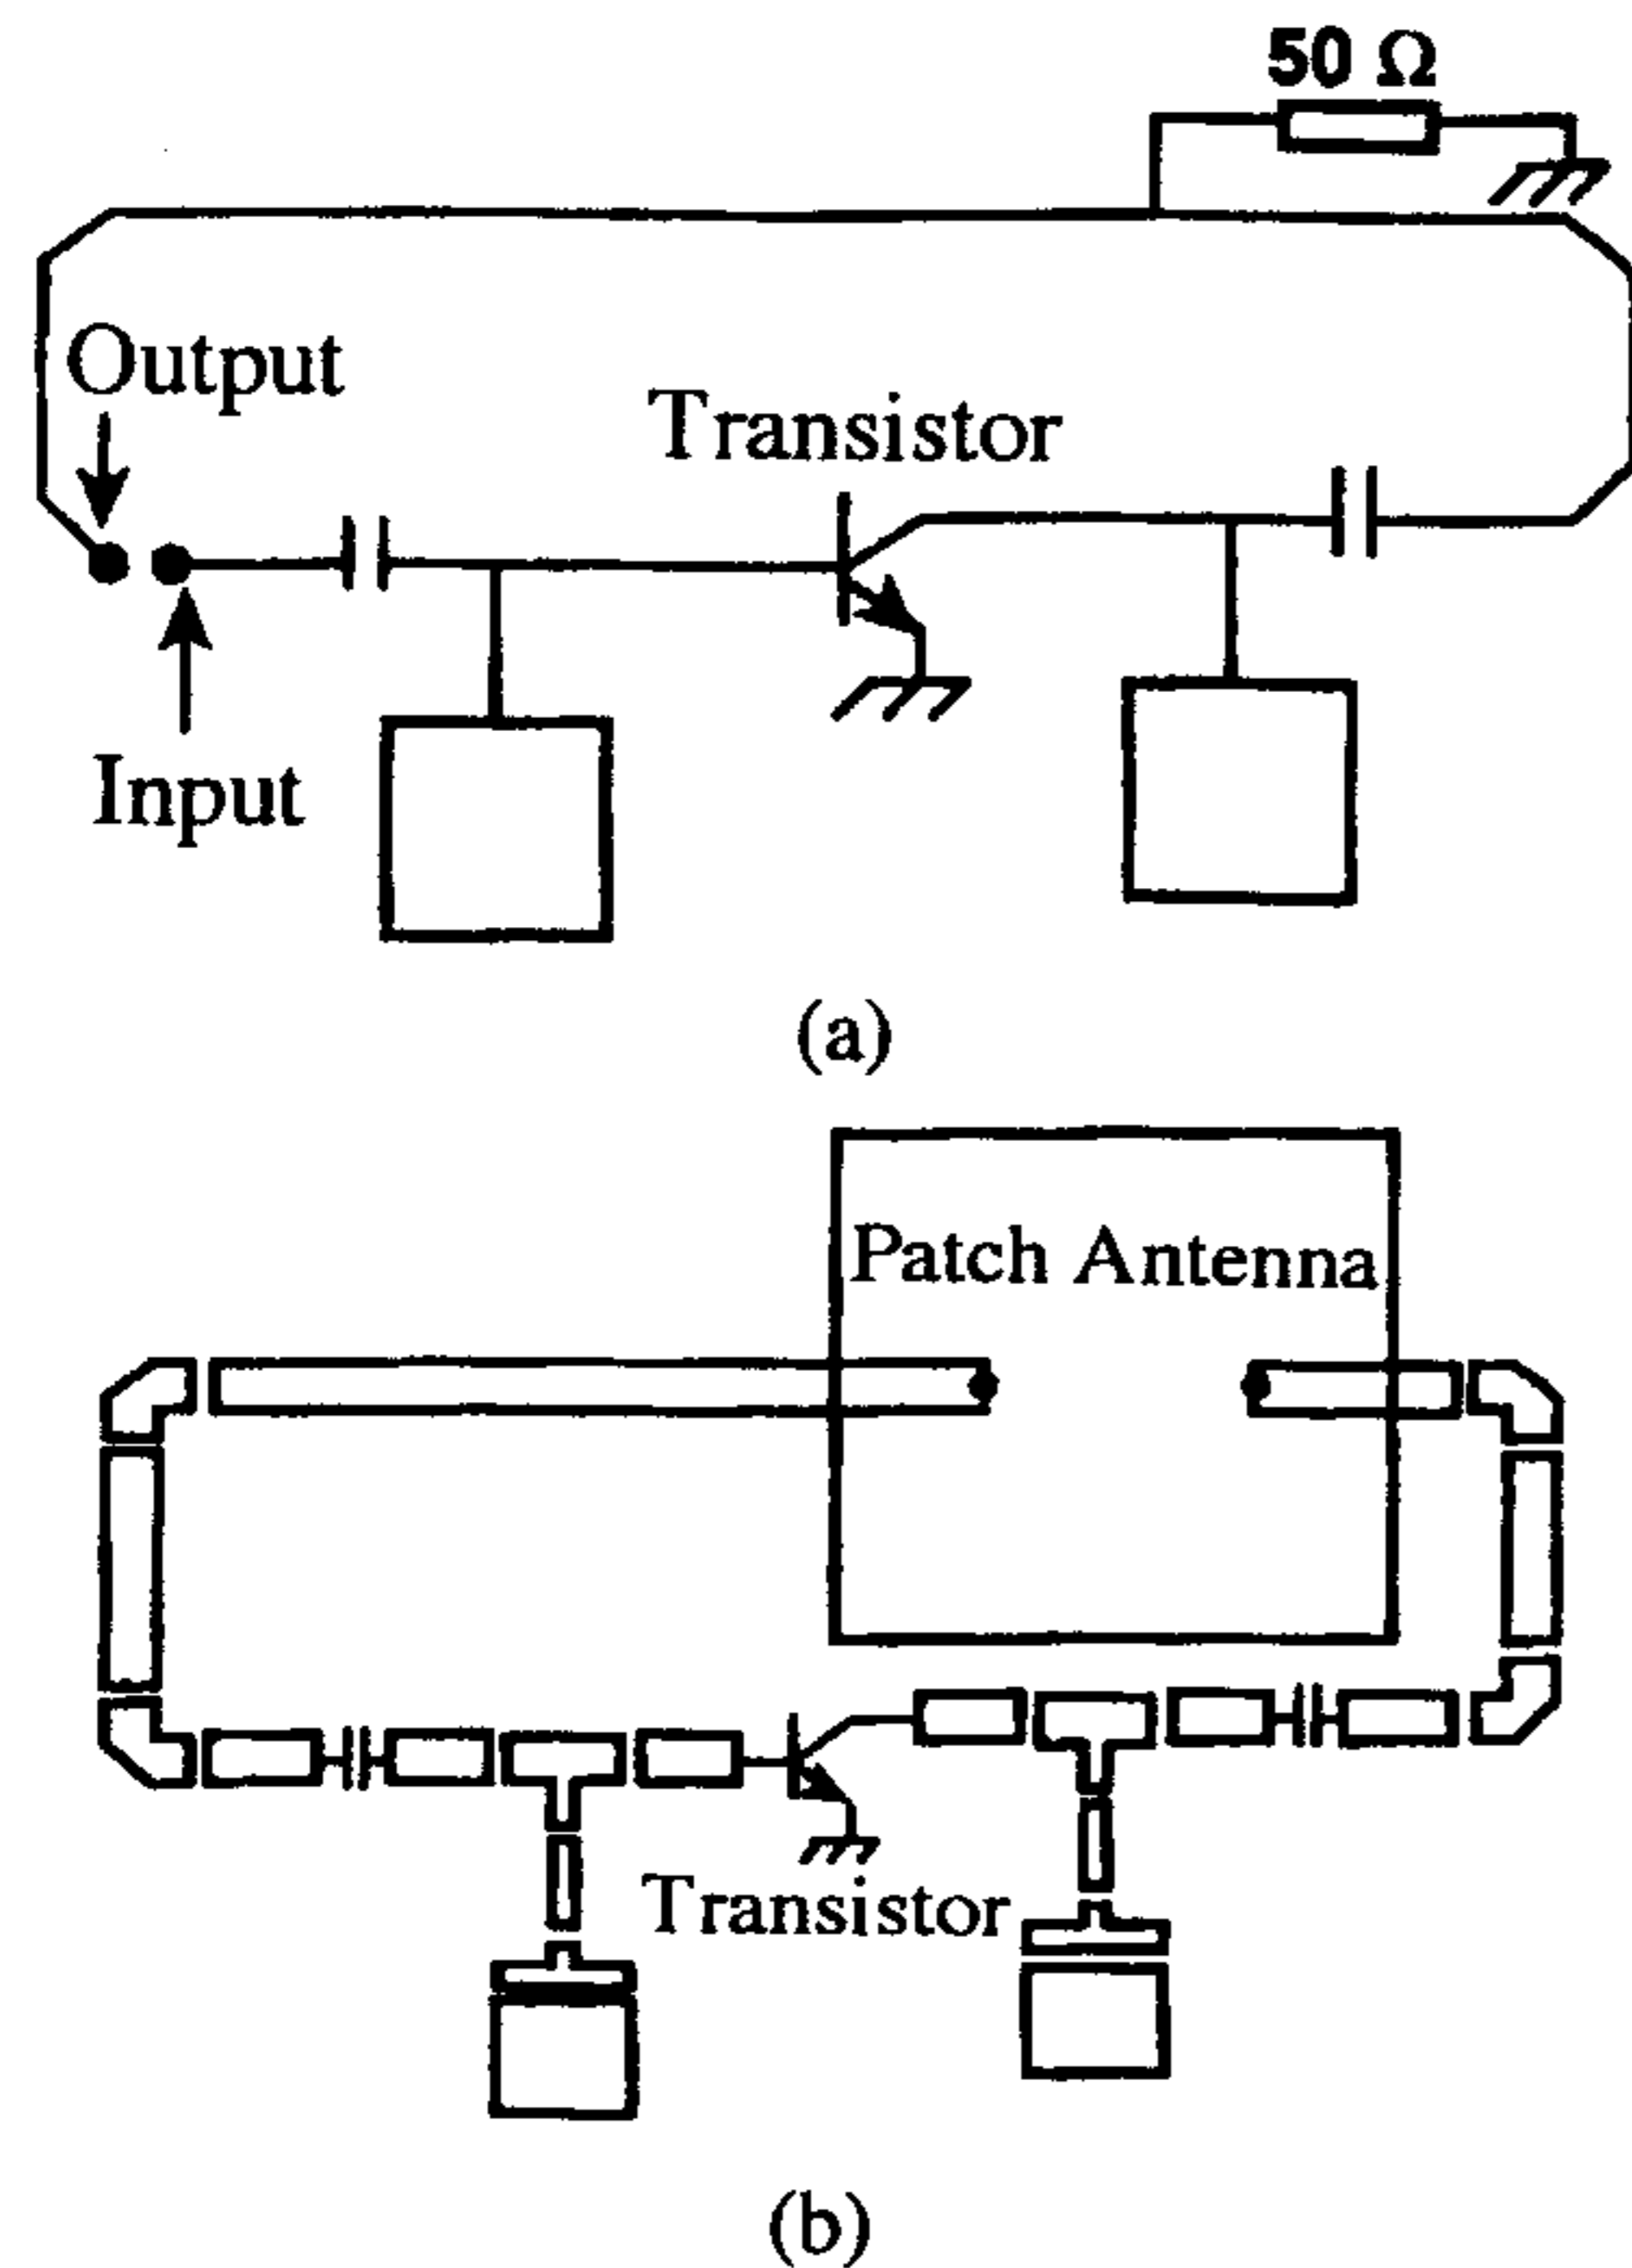 50 Ω
Output
Transistor
Input
(a)
Patch Antenna
Transistor
(b)